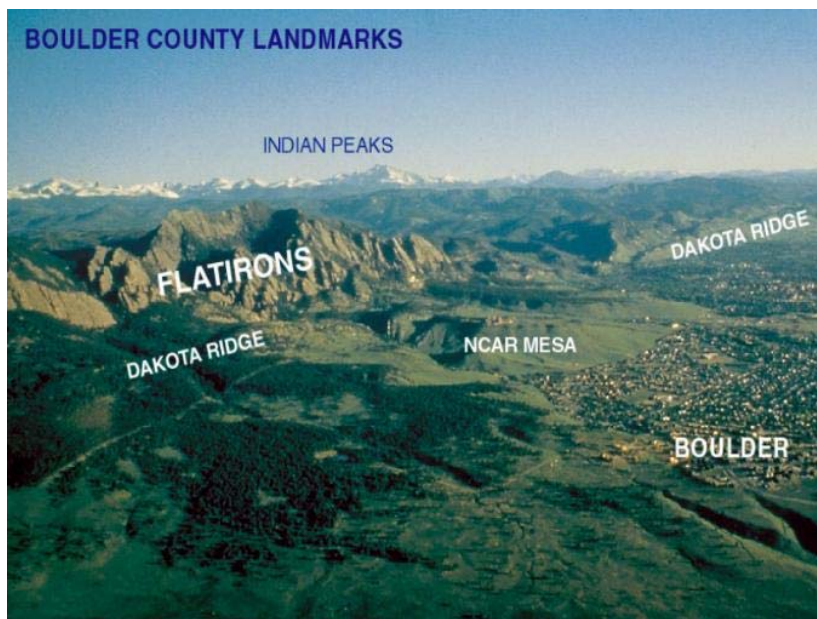 BOULDER COUNTY LANDMARKS
INDIAN PEAKS
DAKOTA RIDGE
FLATIRONS
DAKOTA RIDGE
NCAR MESA
BOULDER